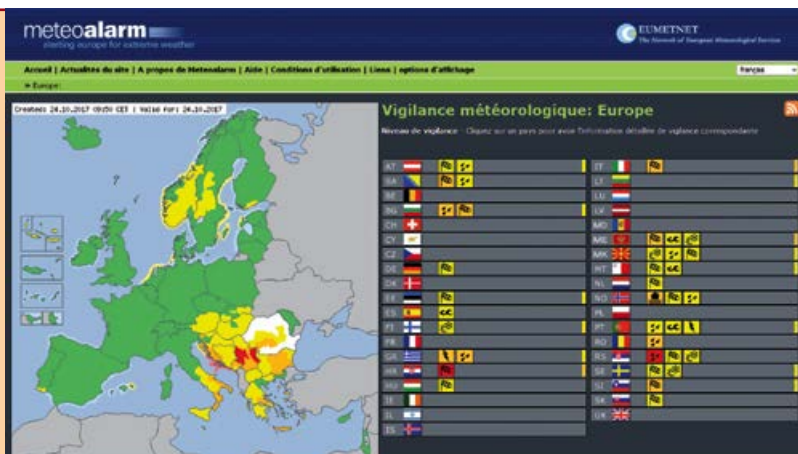 meteoalarm
alerting europe for extreme weather
EUMETNET
The Network of European Meteorological Services
Accueil | Actualités du site | A propos de Meteoalarm | Aide | Conditions d'utilisation | Liens | options d'affichage
français
» Europe:
Created: 24.10.2017 09:50 CET | Valid for: 24.10.2017
Vigilance météorologique: Europe
Niveau de vigilance - Cliquez sur un pays pour avoir l'information détaillée de viglance correspondante
AT
IT
BA
LT
BE
LU
BG
LV
CH
MD
CY
ME
CZ
MK
DE
MT
DK
NL
EE
NO
ES
PL
FI
PT
FR
RO
GR
RS
HR
SE
HU
SI
IE
SK
IL
UK
IS